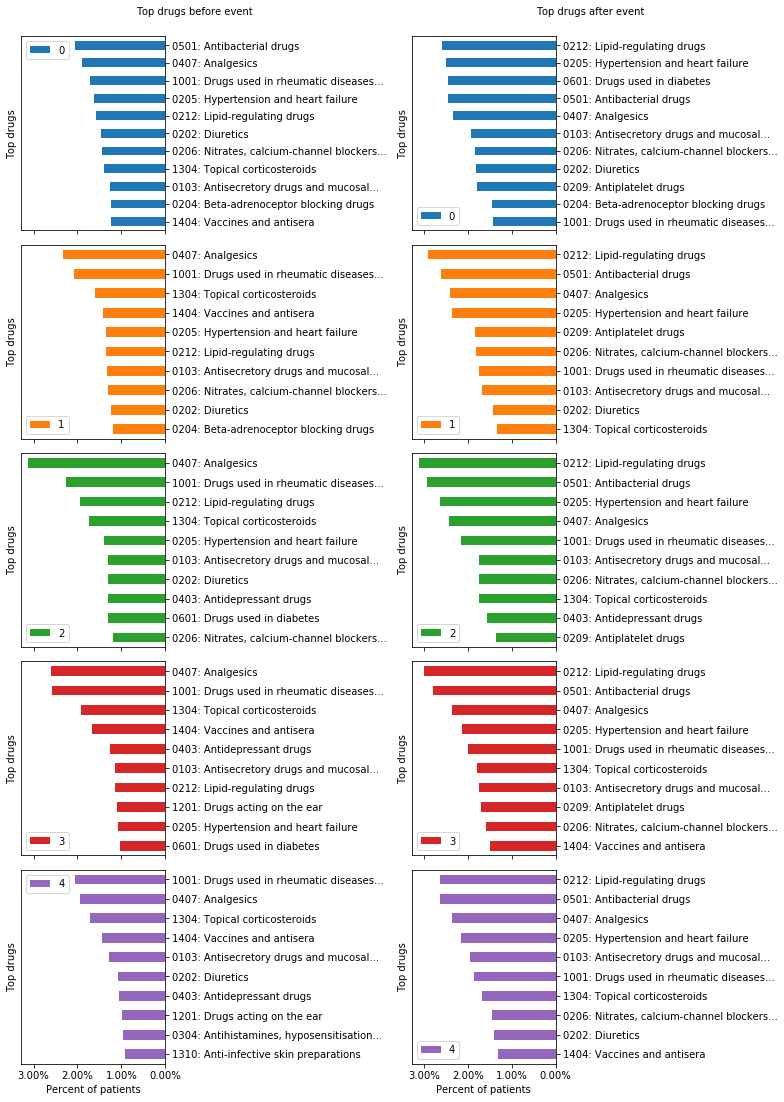 Top drugs before event
Top drugs
0
0501: Antibacterial drugs
0407: Analgesics
1001: Drugs used in rheumatic diseases...
0205: Hypertension and heart failure
0212: Lipid-regulating drugs
0202: Diuretics
0206: Nitrates, calcium-channel blockers...
1304: Topical corticosteroids
0103: Antisecretory drugs and mucosal...
0204: Beta-adrenoceptor blocking drugs
1404: Vaccines and antisera
Top drugs after event
Top drugs
0212: Lipid-regulating drugs
0205: Hypertension and heart failure
0601: Drugs used in diabetes
0501: Antibacterial drugs
0407: Analgesics
0103: Antisecretory drugs and mucosal...
0206: Nitrates, calcium-channel blockers...
0202: Diuretics
0209: Antiplatelet drugs
0204: Beta-adrenoceptor blocking drugs
1001: Drugs used in rheumatic diseases...
0
Top drugs
0407: Analgesics
1001: Drugs used in rheumatic diseases...
1304: Topical corticosteroids
1404: Vaccines and antisera
0205: Hypertension and heart failure
0212: Lipid-regulating drugs
0103: Antisecretory drugs and mucosal...
0206: Nitrates, calcium-channel blockers...
0202: Diuretics
0204: Beta-adrenoceptor blocking drugs
1
Top drugs
0212: Lipid-regulating drugs
0501: Antibacterial drugs
0407: Analgesics
0205: Hypertension and heart failure
0209: Antiplatelet drugs
0206: Nitrates, calcium-channel blockers...
1001: Drugs used in rheumatic diseases...
0103: Antisecretory drugs and mucosal...
0202: Diuretics
1304: Topical corticosteroids
1
Top drugs
0407: Analgesics
1001: Drugs used in rheumatic diseases...
0212: Lipid-regulating drugs
1304: Topical corticosteroids
0205: Hypertension and heart failure
0103: Antisecretory drugs and mucosal...
0202: Diuretics
0403: Antidepressant drugs
0601: Drugs used in diabetes
0206: Nitrates, calcium-channel blockers...
2
Top drugs
0212: Lipid-regulating drugs
0501: Antibacterial drugs
0205: Hypertension and heart failure
0407: Analgesics
1001: Drugs used in rheumatic diseases...
0103: Antisecretory drugs and mucosal...
0206: Nitrates, calcium-channel blockers...
1304: Topical corticosteroids
0403: Antidepressant drugs
0209: Antiplatelet drugs
2
Top drugs
0407: Analgesics
1001: Drugs used in rheumatic diseases...
1304: Topical corticosteroids
1404: Vaccines and antisera
0403: Antidepressant drugs
0103: Antisecretory drugs and mucosal...
0212: Lipid-regulating drugs
1201: Drugs acting on the ear
0205: Hypertension and heart failure
0601: Drugs used in diabetes
3
Top drugs
0212: Lipid-regulating drugs
0501: Antibacterial drugs
0407: Analgesics
0205: Hypertension and heart failure
1001: Drugs used in rheumatic diseases...
1304: Topical corticosteroids
0103: Antisecretory drugs and mucosal...
0209: Antiplatelet drugs
0206: Nitrates, calcium-channel blockers...
1404: Vaccines and antisera
3
Top drugs
4
1001: Drugs used in rheumatic diseases...
0407: Analgesics
1304: Topical corticosteroids
1404: Vaccines and antisera
0103: Antisecretory drugs and mucosal...
0202: Diuretics
0403: Antidepressant drugs
1201: Drugs acting on the ear
0304: Antihistamines, hyposensitisation...
1310: Anti-infective skin preparations
3.00% 2.00% 1.00% 0.00%
Percent of patients
Top drugs
0212: Lipid-regulating drugs
0501: Antibacterial drugs
0407: Analgesics
0205: Hypertension and heart failure
0103: Antisecretory drugs and mucosal...
1001: Drugs used in rheumatic diseases...
1304: Topical corticosteroids
0206: Nitrates, calcium-channel blockers...
0202: Diuretics
1404: Vaccines and antisera
4
3.00% 2.00% 1.00% 0.00%
Percent of patients